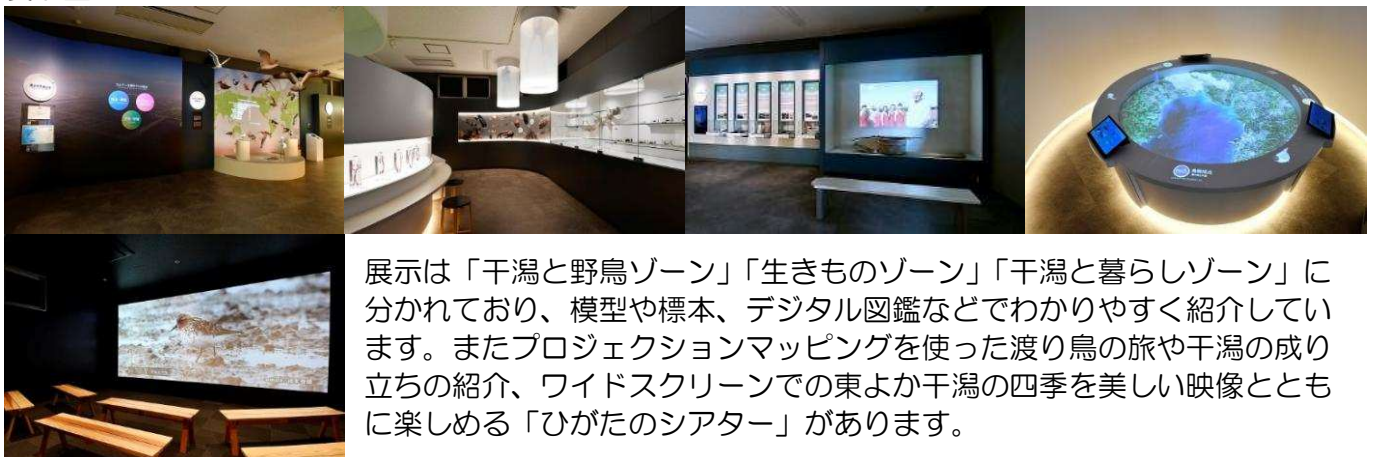 展示は「干潟と野鳥ゾーン」「生きものゾーン」「干潟と暮らしゾーン」に
分かれており、模型や標本、デジタル図鑑などでわかりやすく紹介してい
ます。またプロジェクションマッピングを使った渡り鳥の旅や干潟の成り
立ちの紹介、ワイドスクリーンでの東よか干潟の四季を美しい映像ととも
に楽しめる「ひがたのシアター」があります。